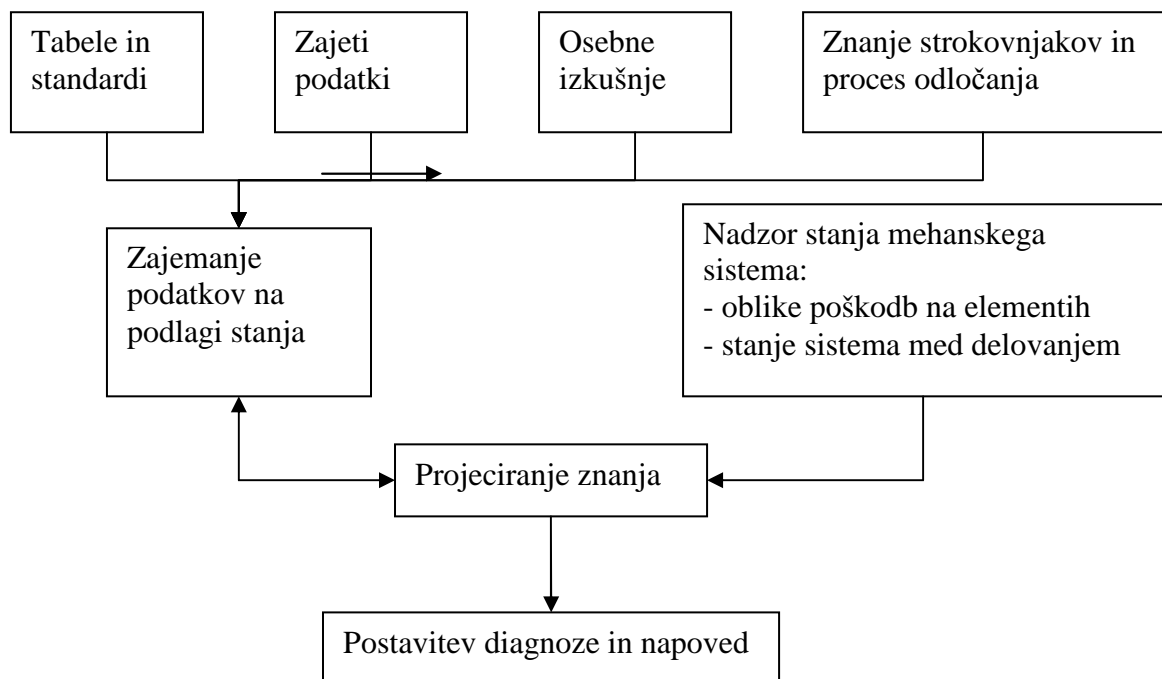 Tabele in
standardi
Zajeti
podatki
Osebne
izkušnje
Znanje strokovnjakov in
proces odločanja
Zajemanje
podatkov na
podlagi stanja
Nadzor stanja mehanskega
sistema:
- oblike poškodb na elementih
- stanje sistema med delovanjem
Projeciranje znanja
Postavitev diagnoze in napoved